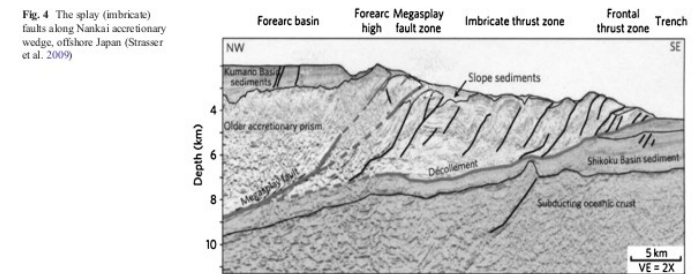 Fig. 4 The splay (imbricate)
faults along Nankai accretionary
wedge, offshore Japan (Strasser
et al. 2009)
Forearc basin
Forearc
high
Megasplay
fault zone
Imbricate thrust zone
Frontal
thrust zone
Trench
NW
SE
Kumano Basin
sediments
Slope sediments
Older accretionary prism
Megasplay fault
Décollement
Shikoku Basin sediment
Subducting oceanic crust
Depth (km)
4
6
8
10
5 km
VE = 2X